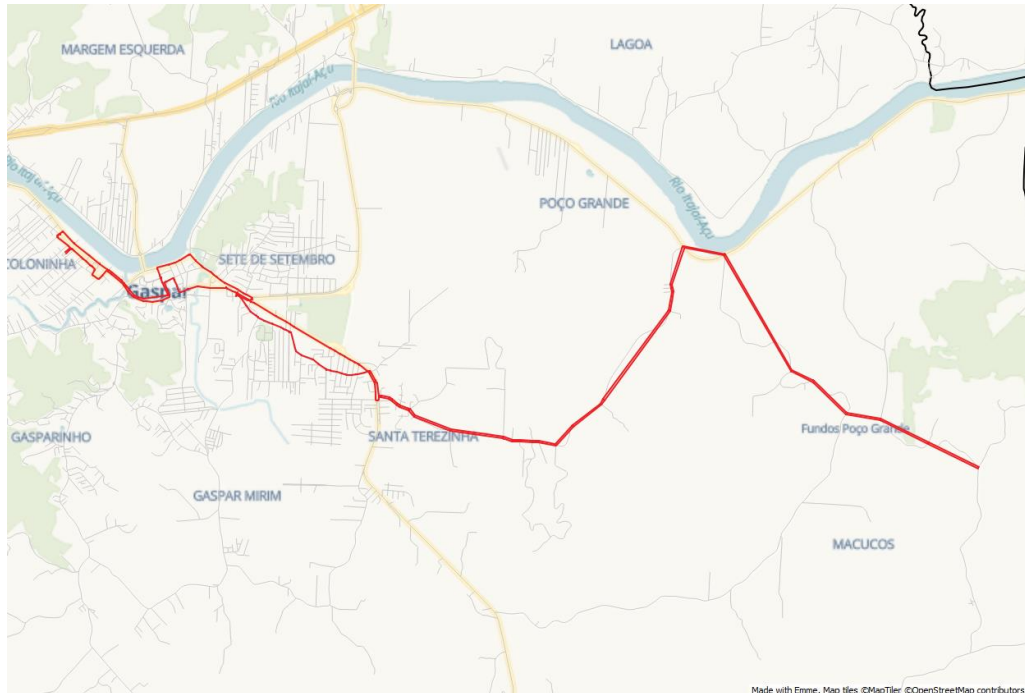 LAGOA
MARGEM ESQUERDA
Rio Itajaí-Açu
Rio Itajaí-Açu
Rio Itajaí-Açu
POÇO GRANDE
SETE DE SETEMBRO
COLONINHA
Gaspar
Fundos Poço Grande
SANTA TEREZINHA
GASPARINHO
GASPAR MIRIM
MACUCOS
Made with Emme, Map tiles ©MapTiler ©OpenStreetMap contributors